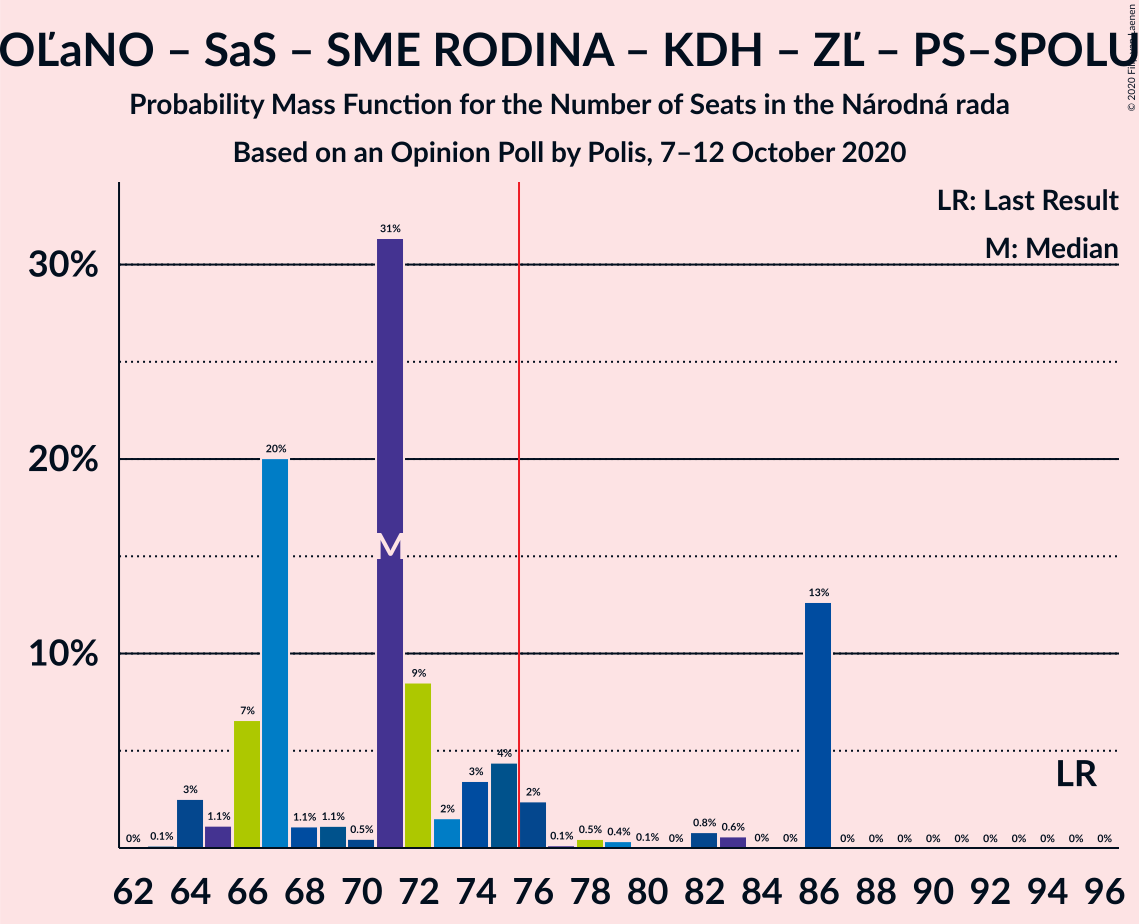 OĽaNO – SaS – SME RODINA – KDH – ZĽ – PS–SPOLU
Probability Mass Function for the Number of Seats in the Národná rada
Based on an Opinion Poll by Polis, 7–12 October 2020
LR: Last Result
M: Median
30%
20%
10%
0% 0.1% 3% 1.1% 7% 20% 1.1% 1.1% 0.5% 31% 9% 2% 3% 4% 2% 0.1% 0.5% 0.4% 0.1% 0% 0.8% 0.6% 0% 0% 13% 0% 0% 0% 0% 0% 0% 0% 0% 0% 0%
M
LR
62 64 66 68 70 72 74 76 78 80 82 84 86 88 90 92 94 96